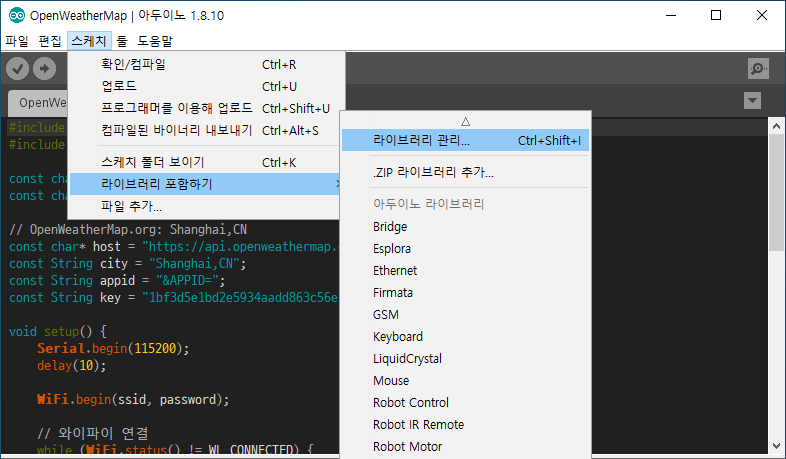 OpenWeatherMap | 아두이노 1.8.10
파일 편집 스케치 툴 도움말
확인/컴파일 Ctrl+R
업로드 Ctrl+U
프로그래머를 이용해 업로드 Ctrl+Shift+U
컴파일된 바이너리 내보내기 Ctrl+Alt+S
스케치 폴더 보이기 Ctrl+K
라이브러리 포함하기
파일 추가...
라이브러리 관리... Ctrl+Shift+I
.ZIP 라이브러리 추가...
아두이노 라이브러리
Bridge
Esplora
Ethernet
Firmata
GSM
Keyboard
LiquidCrystal
Mouse
Robot Control
Robot IR Remote
Robot Motor
OpenWe
#include
#include
const cha
const cha
// OpenWeatherMap.org: Shanghai,CN
const char* host = "https://api.openweathermap.
const String city = "Shanghai,CN";
const String appid = "&APPID=";
const String key = "1bf3d5e1bd2e5934aadd863c56e
void setup() {
Serial.begin(115200);
delay(10);
WiFi.begin(ssid, password);
// 와이파이 연결
while (WiFi.status() != WL_CONNECTED) {